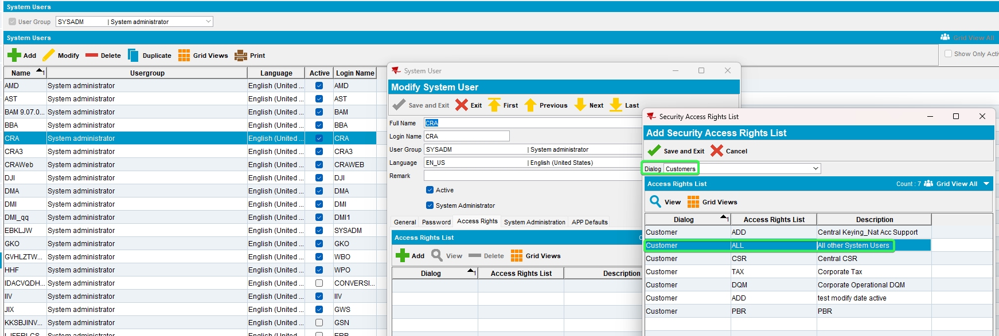 System Users
User Group SYSADM | System administrator
System Users Grid View All
Add Modify Delete Duplicate Grid Views Print Show Only Acti
Name 1 Usergroup Language Active Login Name
AMD System administrator English (United ... AMD
AST System administrator English (United ... AST
BAM 9.07.0... System administrator English (United ... BAM
BBA System administrator English (United ... BBA
CRA System administrator English (United ... CRA
CRA3 System administrator English (United ... CRA3
CRAWeb System administrator English (United ... CRAWEB
DJI System administrator English (United ... DJI
DMA System administrator English (United ... DMA
DMI System administrator English (United ... DMI
DMI_qq System administrator English (United ... DMI1
EBKLJW System administrator English (United ... SYSADM
GKO System administrator English (United ... GKO
GVHLZTW... System administrator English (United ... WBO
HHF System administrator English (United ... WPO
IDACVQDH... System administrator English (United ... CONVERSI...
IIV System administrator English (United ... IIV
JIX System administrator English (United ... GWS
KKSBJINV... System administrator English (United ... GSN
System administrator English (United ...
System User
Modify System User
Save and Exit Exit First Previous Next Last
Full Name CRA
Login Name CRA
User Group SYSADM | System administrator
Language EN_US | English (United States)
Remark
Active
System Administrator
General Password Access Rights System Administration APP Defaults
Access Rights List
Add View Delete Grid Views
Dialog 1 Access Rights List Description
Security Access Rights List
Add Security Access Rights List
Save and Exit Cancel
Dialog Customers
Access Rights List Count : 7 Grid View All
View Grid Views
Dialog 1 Access Rights List Description
Customer ADD Central Keying_Nat Acc Support
Customer ALL All other System Users
Customer CSR Central CSR
Customer TAX Corporate Tax
Customer DQM Corporate Operational DQM
Customer ADD test modify date active
Customer PBR PBR